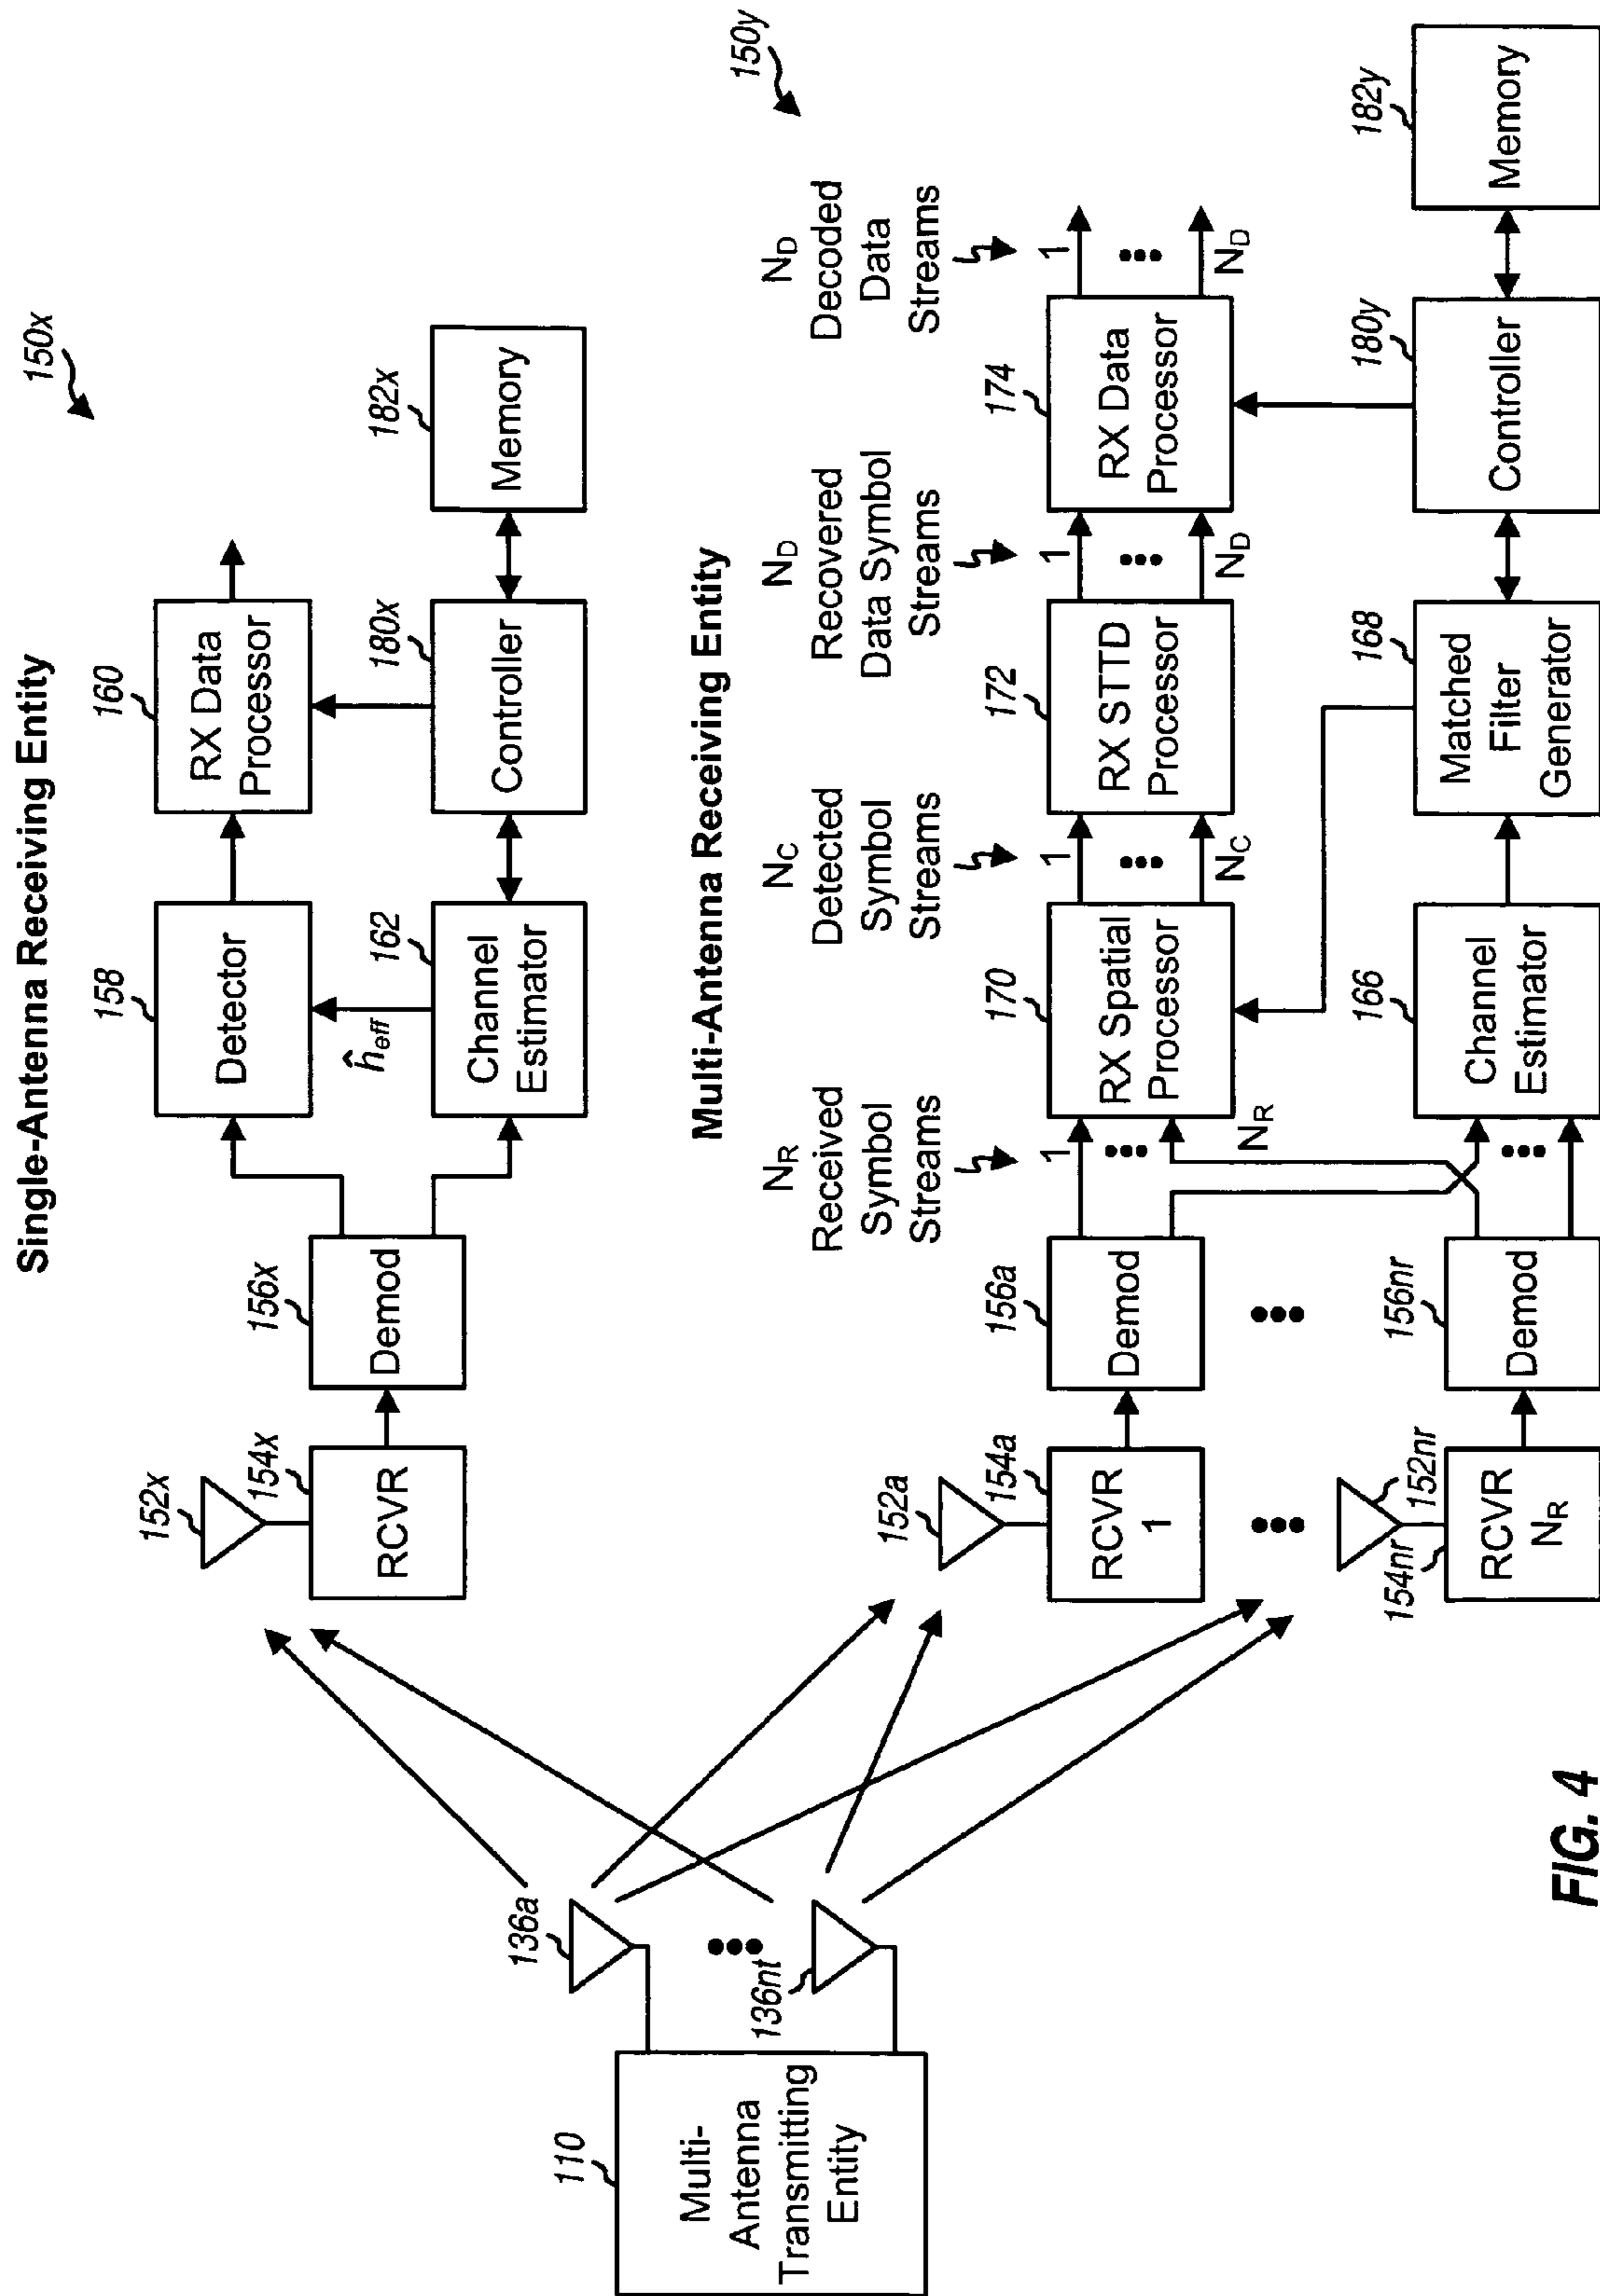 Single-Antenna Receiving Entity
150x
152x
154x
RCVR
156x
Demod
158
Detector
ĥeff
162
Channel
Estimator
160
RX Data
Processor
180x
Controller
182x
Memory
110
Multi-
Antenna
Transmitting
Entity
136a
136nt
Multi-Antenna Receiving Entity
150y
152a
154a
RCVR
1
152nr
154nr
RCVR
NR
156a
Demod
156nr
Demod
NR
Received
Symbol
Streams
1
NR
170
RX Spatial
Processor
166
Channel
Estimator
NC
Detected
Symbol
Streams
1
NC
172
RX STTD
Processor
168
Matched
Filter
Generator
ND
Recovered
Data Symbol
Streams
1
ND
174
RX Data
Processor
180y
Controller
ND
Decoded
Data
Streams
1
ND
182y
Memory
FIG. 4